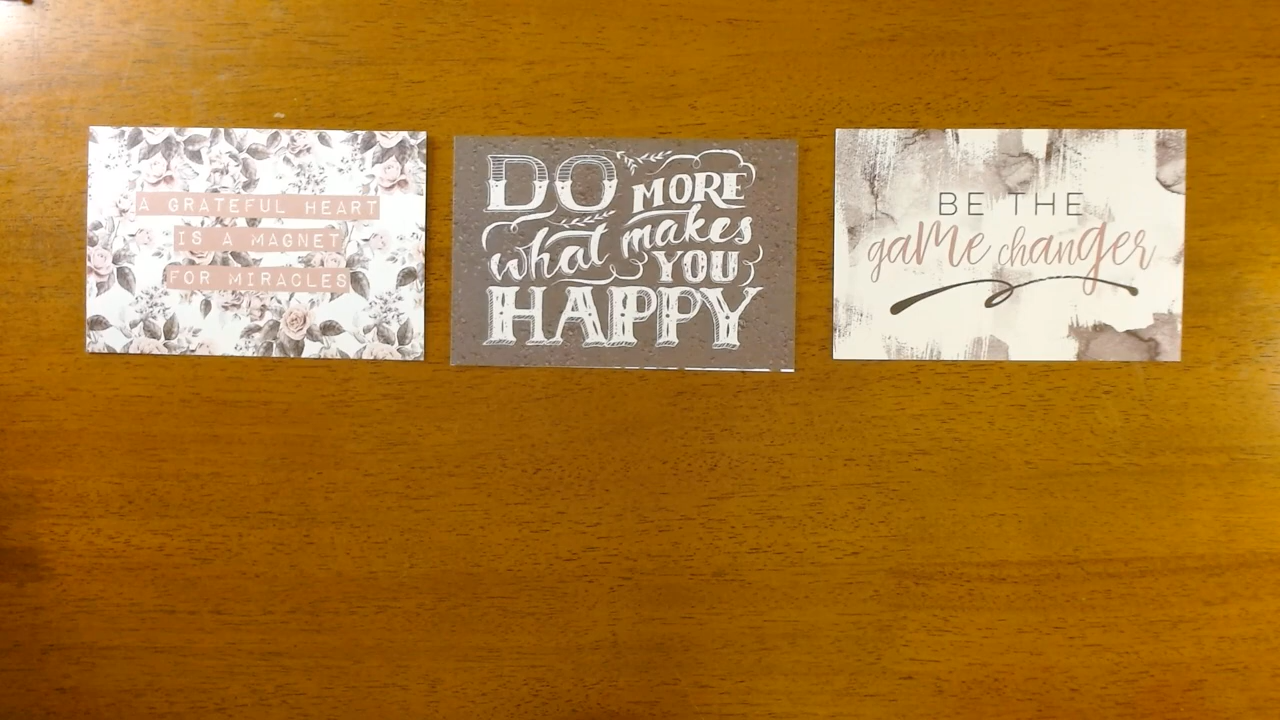 A GRATEFUL HEART
IS A MAGNET
FOR MIRACLES
DO MORE
what makes
YOU
HAPPY
BE THE
gaMe changer